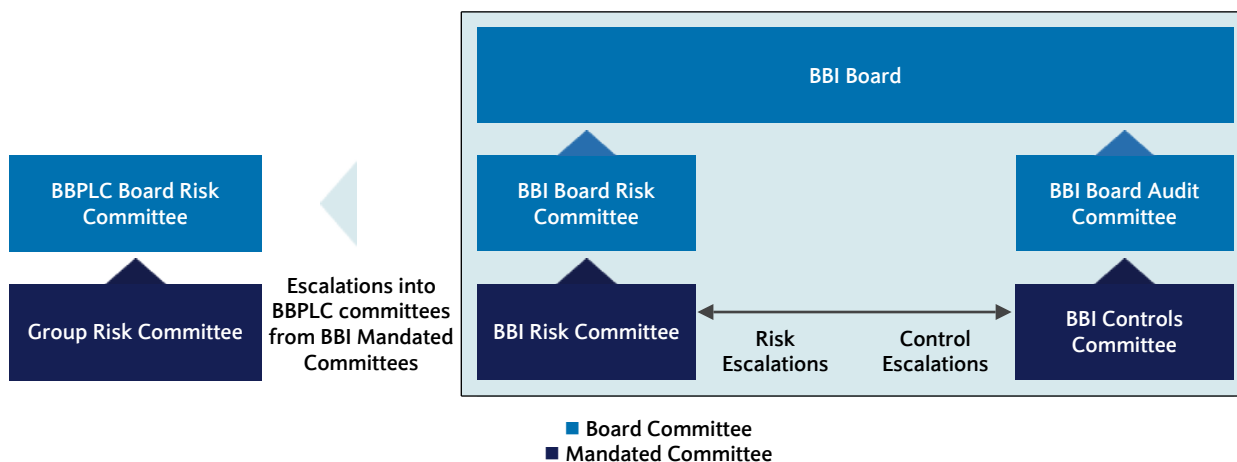 BBI Board
BBPLC Board Risk
Committee
BBI Board Risk
Committee
BBI Board Audit
Committee
Group Risk Committee
Escalations into
BBPLC committees
from BBI Mandated
Committees
BBI Risk Committee
Risk
Escalations
Control
Escalations
BBI Controls
Committee
Board Committee
Mandated Committee